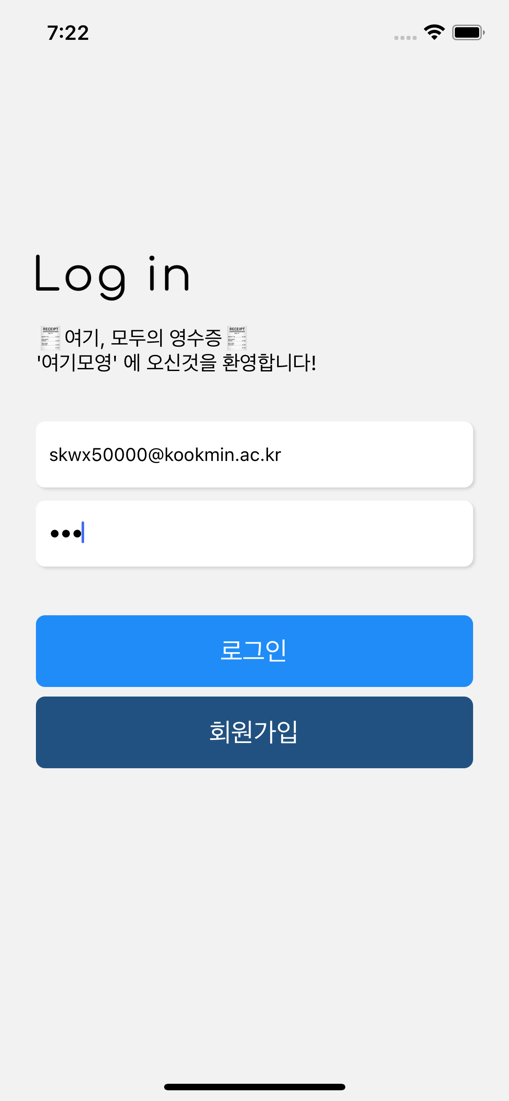 7:22
Log in
🧾여기, 모두의 영수증🧾
'여기모영' 에 오신것을 환영합니다!
skwx50000@kookmin.ac.kr
•••
로그인
회원가입